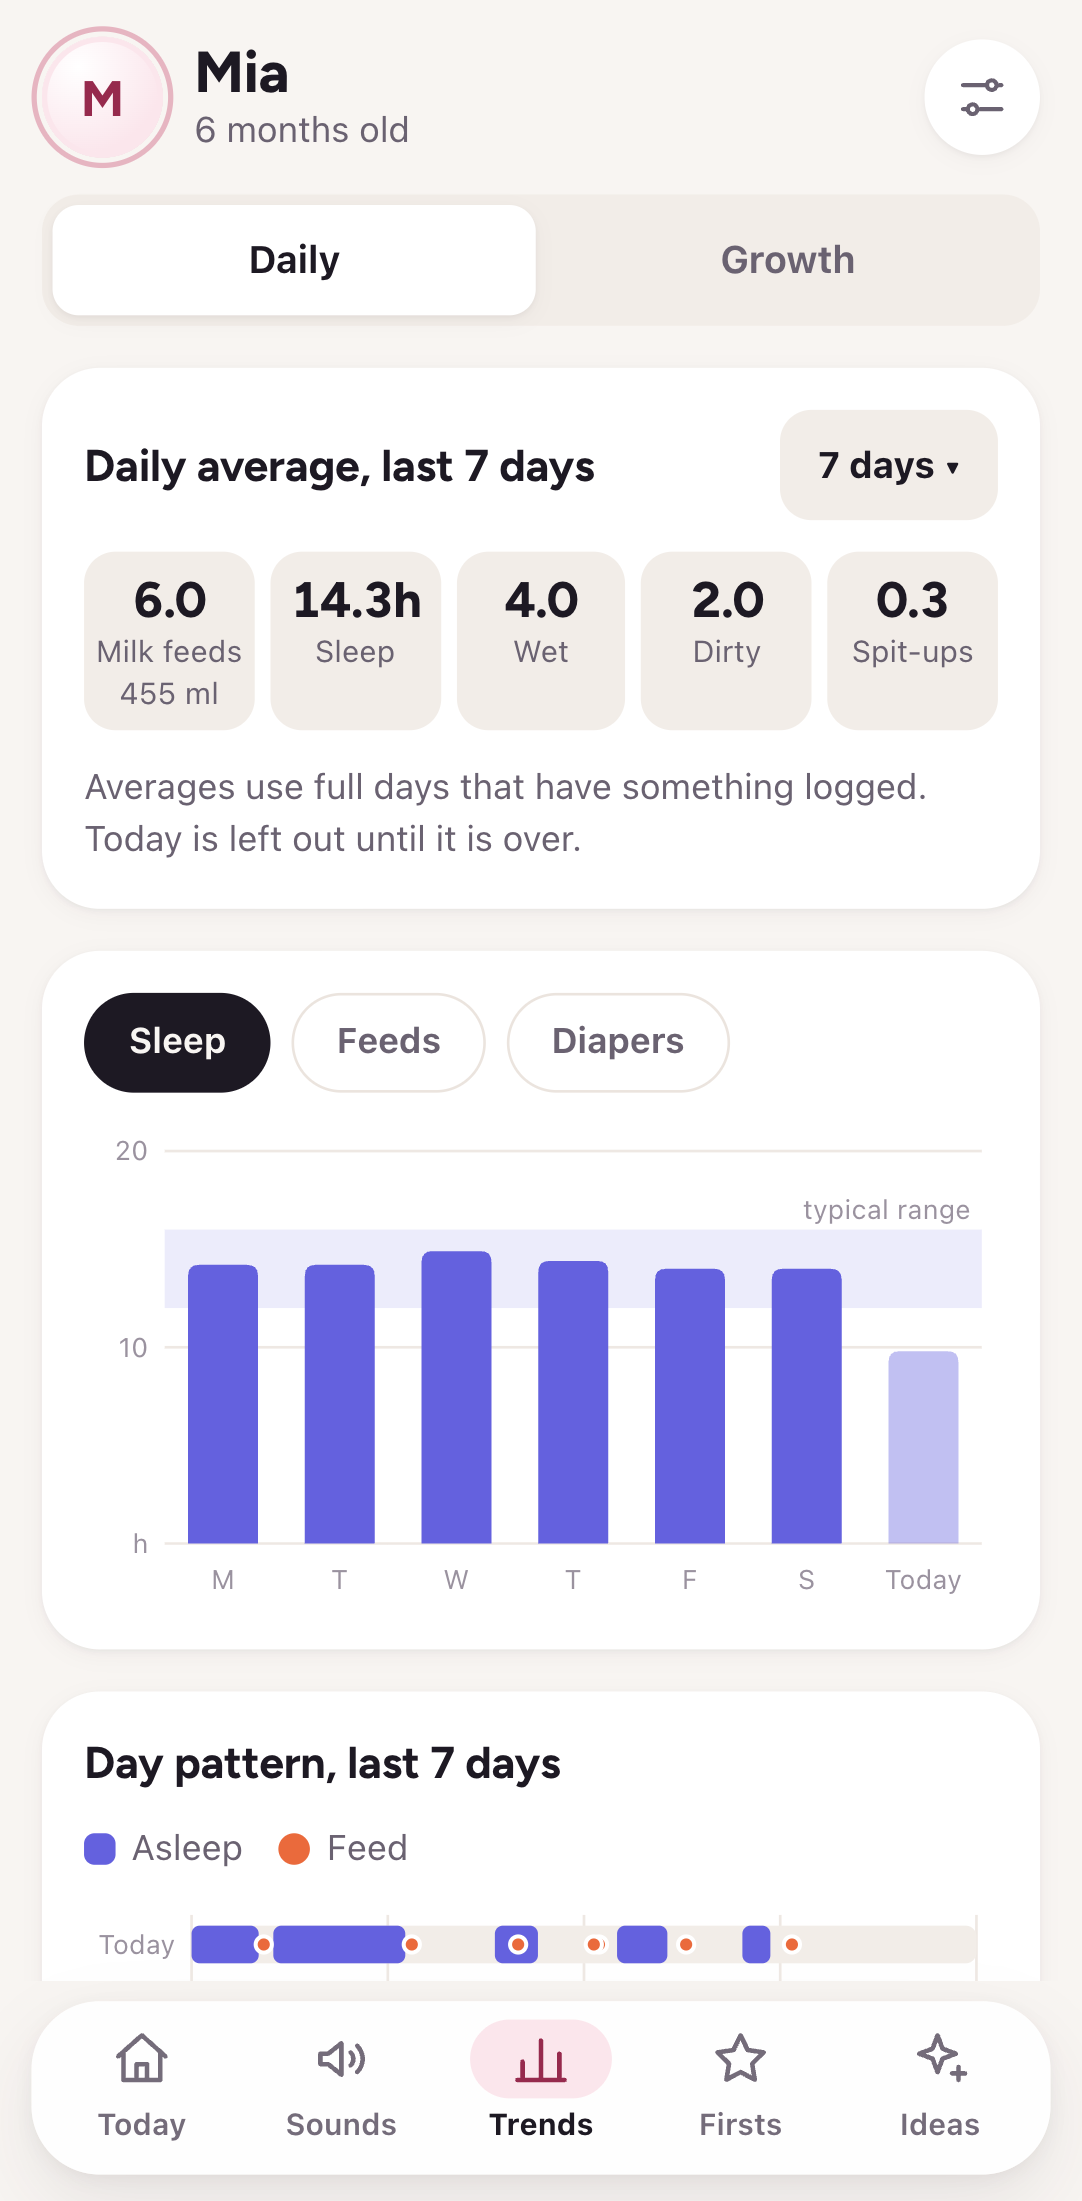 M
Mia
6 months old
Daily
Growth
Daily average, last 7 days
7 days ▾
6.0
Milk feeds
455 ml
14.3h
Sleep
4.0
Wet
2.0
Dirty
0.3
Spit-ups
Averages use full days that have something logged.
Today is left out until it is over.
Sleep
Feeds
Diapers
20
typical range
10
h
M
T
W
T
F
S
Today
Day pattern, last 7 days
Asleep
Feed
Today
Today
Sounds
Trends
Firsts
Ideas